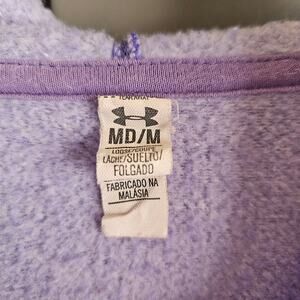 MD/M
LOOSE/COUPE
LÂCHE/SUELTO/
FOLGADO
FABRICADO NA
MALÁSIA